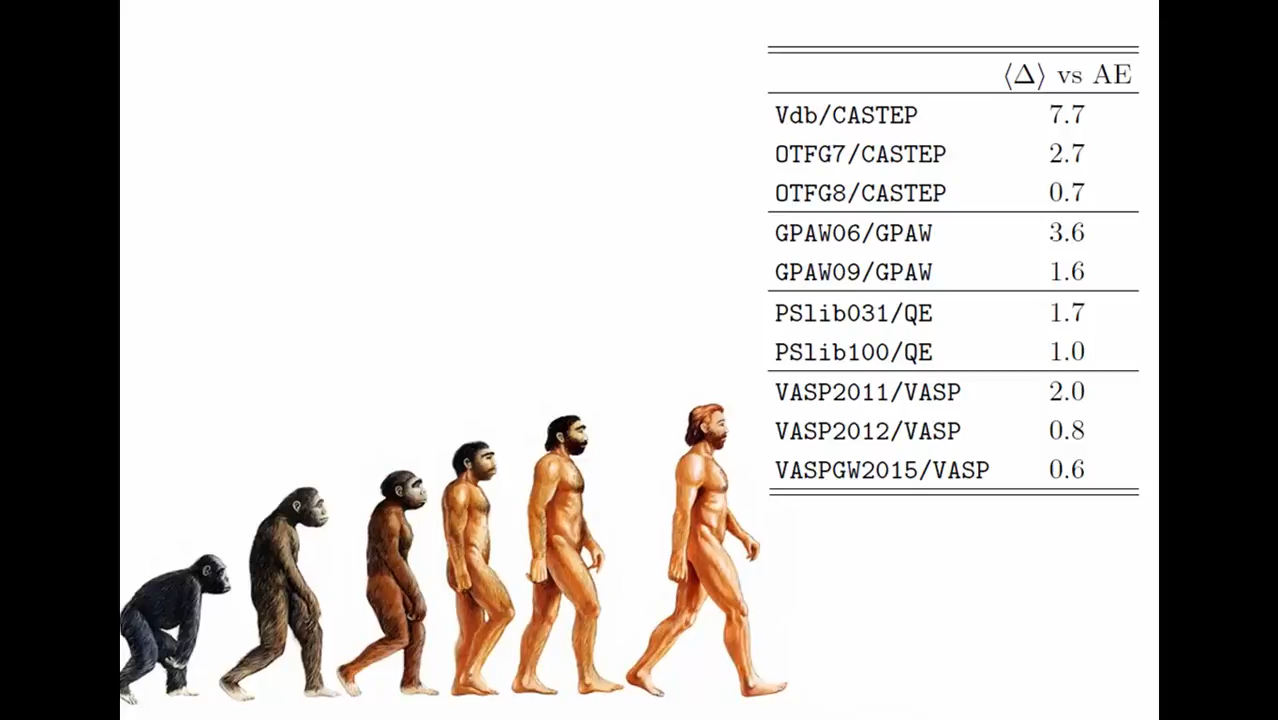 ⟨Δ⟩ vs AE
Vdb/CASTEP 7.7
OTFG7/CASTEP 2.7
OTFG8/CASTEP 0.7
GPAW06/GPAW 3.6
GPAW09/GPAW 1.6
PSlib031/QE 1.7
PSlib100/QE 1.0
VASP2011/VASP 2.0
VASP2012/VASP 0.8
VASPGW2015/VASP 0.6